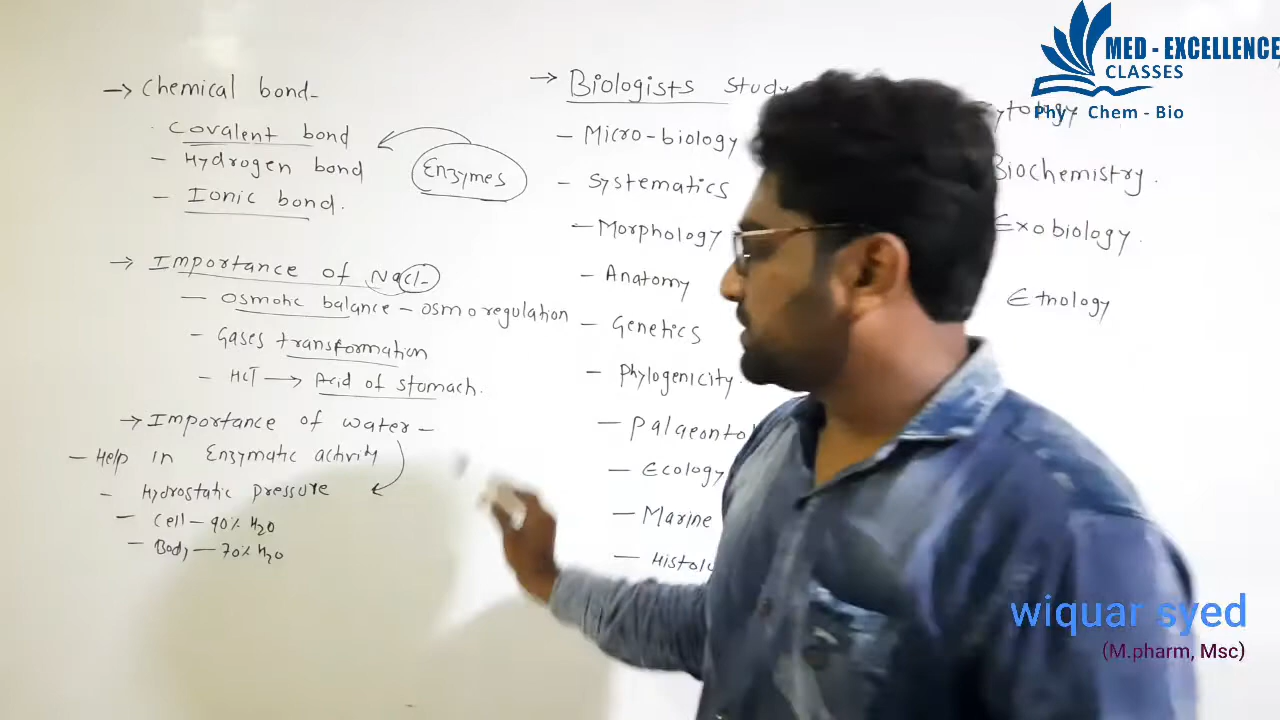 → Chemical bond-
Covalent bond
- Hydrogen bond
- Ionic bond.
Enzymes
→ Importance of Nacl-
- Osmotic balance - osmoregulation
- Gases transformation
- HCl → Acid of stomach.
→ Importance of water -
- Help in Enzymatic activity
- Hydrostatic pressure
- Cell - 90% H2O
- Body - 70% H2O
→ Biologists study
- Micro-biology
- Systematics
- Morphology
- Anatomy
- Genetics
- Phylogenicity.
- Palaeonto
- Ecology
- Marine
- Histol
ytology
Biochemistry.
Exobiology.
Etnology
MED - EXCELLENCE
CLASSES
Phy Chem - Bio
wiquar syed
(M.pharm, Msc)